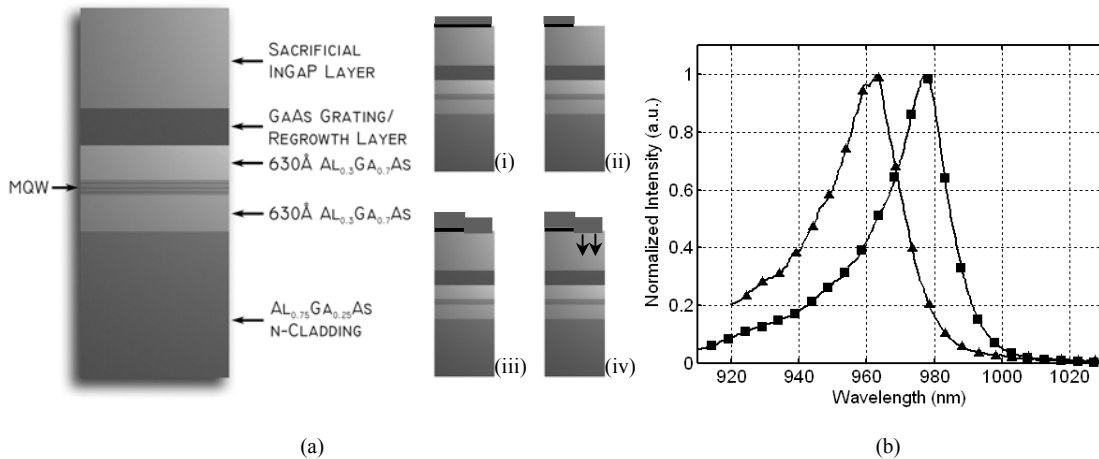 SACRIFICIAL
INGAP LAYER
GAAS GRATING/
REGROWTH LAYER
630Å AL₀.₃GA₀.₇AS
MQW
630Å AL₀.₃GA₀.₇AS
AL₀.₇₅GA₀.₂₅AS
N-CLADDING
(i)
(ii)
(iii)
(iv)
(a)
Normalized Intensity (a.u.)
1
0.8
0.6
0.4
0.2
0
920 940 960 980 1000 1020
Wavelength (nm)
(b)